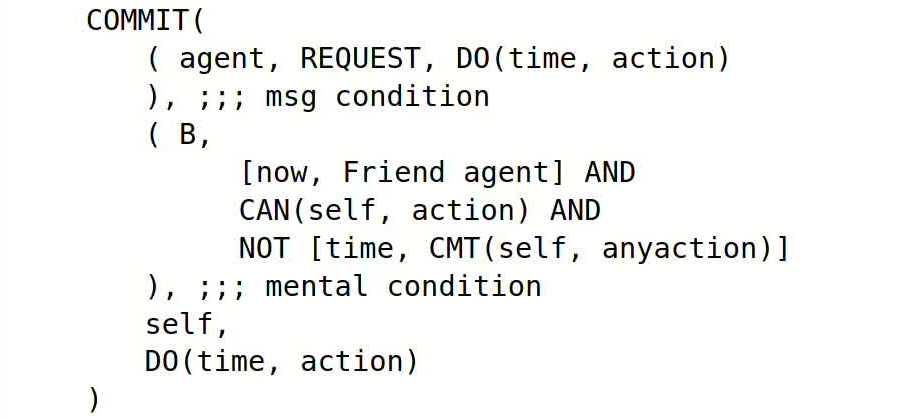 COMMIT(
( agent, REQUEST, DO(time, action)
), ;;; msg condition
( B,
[now, Friend agent] AND
CAN(self, action) AND
NOT [time, CMT(self, anyaction)]
), ;;; mental condition
self,
DO(time, action)
)